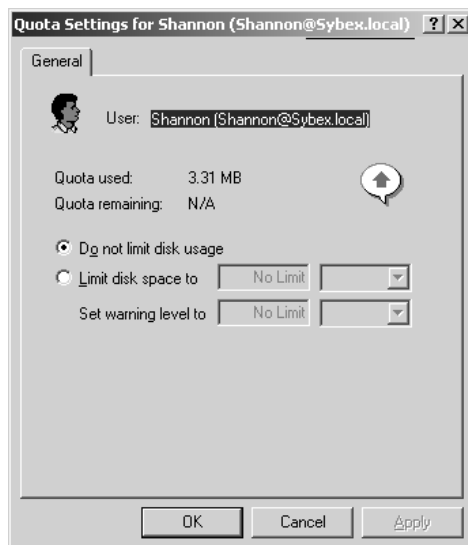 Quota Settings for Shannon (Shannon@Sybex.local)
General
User: Shannon (Shannon@Sybex.local)
Quota used: 3.31 MB
Quota remaining: N/A
Do not limit disk usage
Limit disk space to No Limit
Set warning level to No Limit
OK Cancel Apply